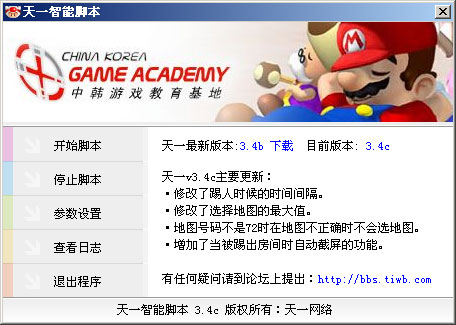 天一智能脚本
CHINA KOREA
GAME ACADEMY
中韩游戏教育基地
开始脚本
停止脚本
参数设置
查看日志
退出程序
天一最新版本:3.4b 下载 目前版本: 3.4c
天一v3.4c主要更新：
·修改了踢人时候的时间间隔。
·修改了选择地图的最大值。
·地图号码不是72时在地图不正确时不会选地图。
·增加了当被踢出房间时自动截屏的功能。
有任何疑问请到论坛上提出：http://bbs.tiwb.com
天一智能脚本 3.4c 版权所有：天一网络